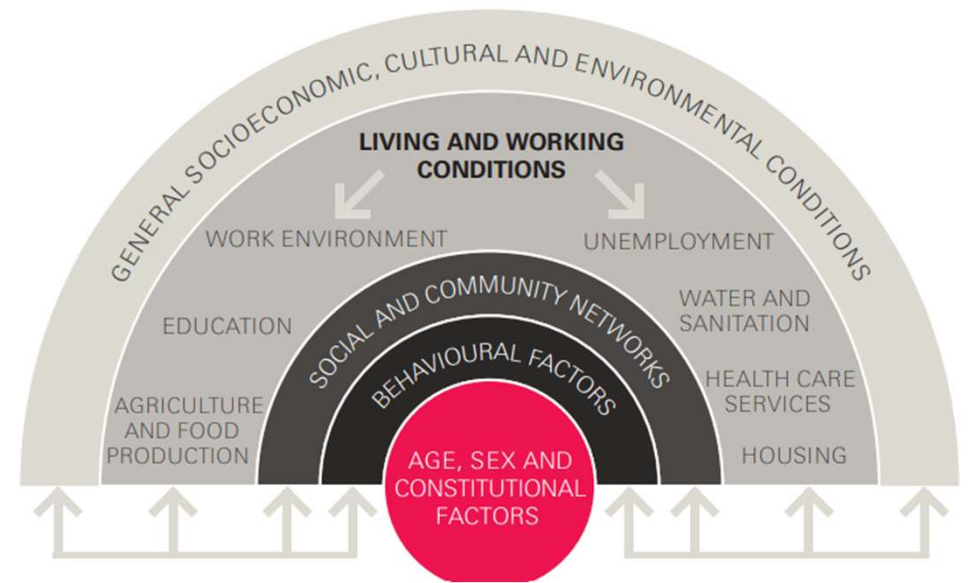 GENERAL SOCIOECONOMIC, CULTURAL AND ENVIRONMENTAL CONDITIONS
LIVING AND WORKING
CONDITIONS
WORK ENVIRONMENT
UNEMPLOYMENT
EDUCATION
WATER AND
SANITATION
AGRICULTURE
AND FOOD
PRODUCTION
HEALTH CARE
SERVICES
HOUSING
SOCIAL AND COMMUNITY NETWORKS
BEHAVIOURAL FACTORS
AGE, SEX AND
CONSTITUTIONAL
FACTORS